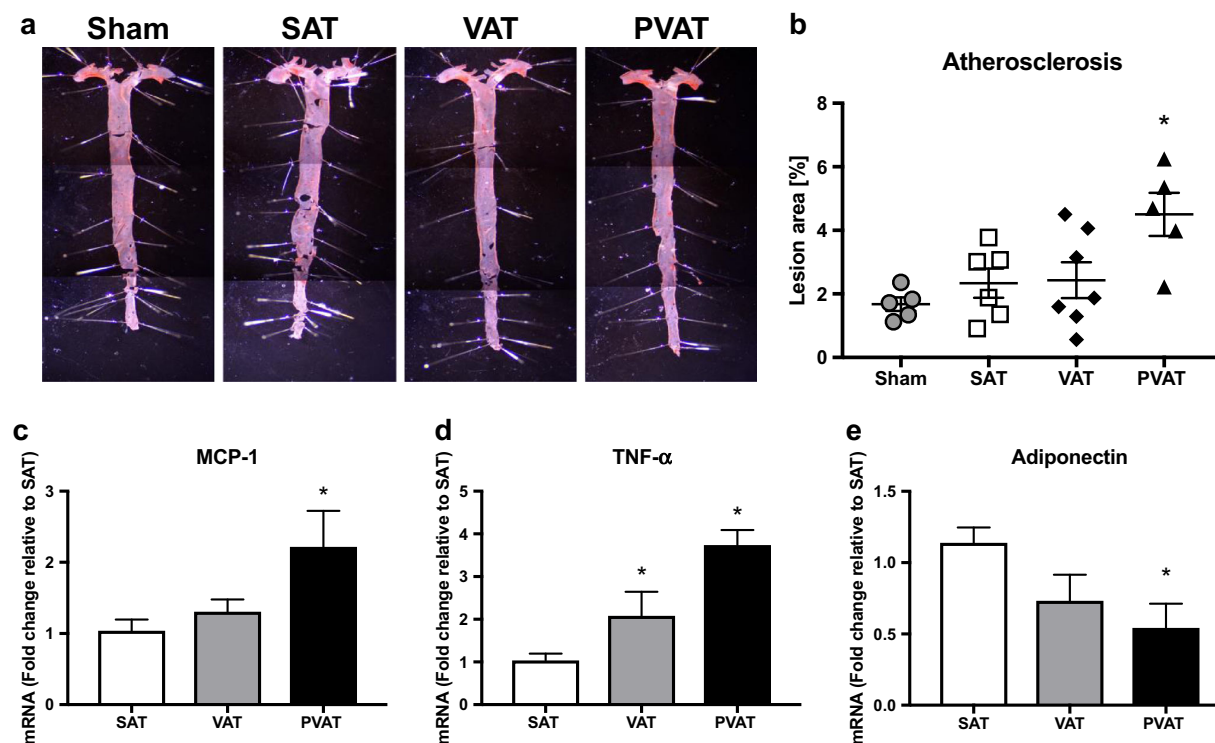 a
Sham SAT VAT PVAT
b
Atherosclerosis
Lesion area [%]
8
6
4
2
0
*
Sham SAT VAT PVAT
c
MCP-1
mRNA (Fold change relative to SAT)
3
2
1
0
*
SAT VAT PVAT
d
TNF-α
mRNA (Fold change relative to SAT)
5
4
3
2
1
0
*
*
SAT VAT PVAT
e
Adiponectin
mRNA (Fold change relative to SAT)
1.5
1.0
0.5
0.0
*
SAT VAT PVAT